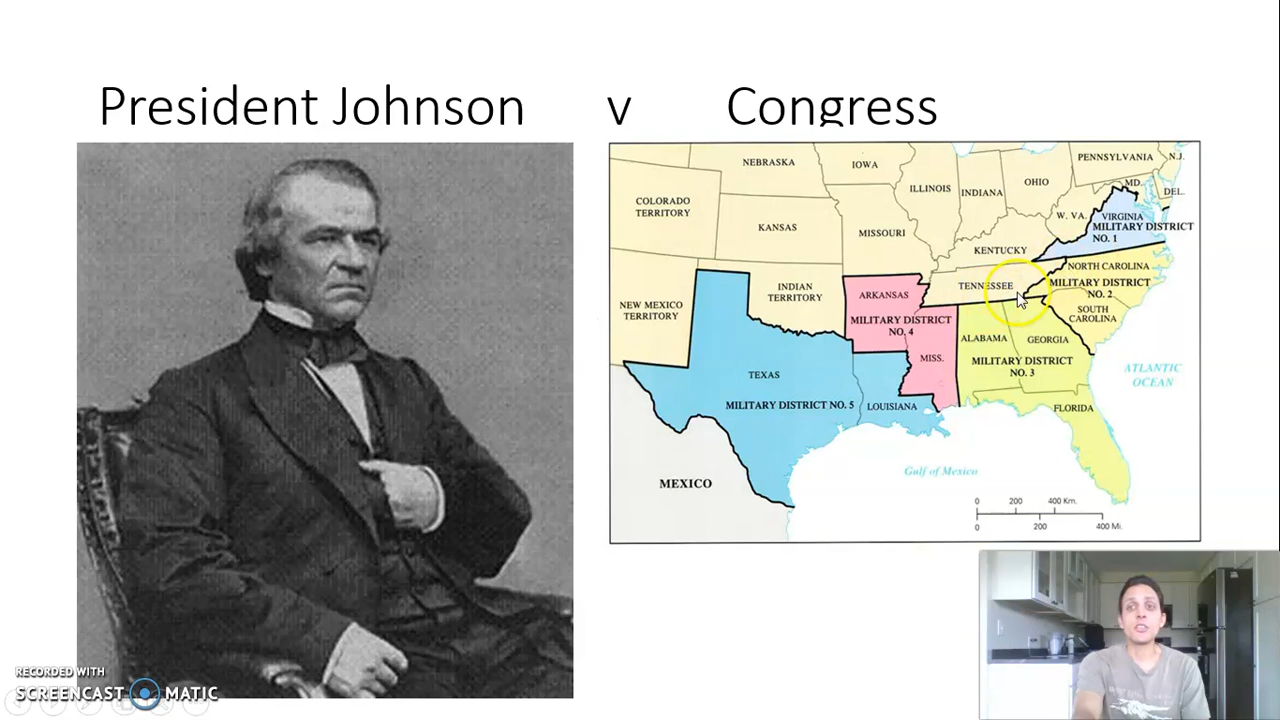 President Johnson v Congress
NEBRASKA
IOWA
PENNSYLVANIA
N.J.
COLORADO
TERRITORY
ILLINOIS
INDIANA
OHIO
MD.
DEL.
KANSAS
MISSOURI
W. VA.
VIRGINIA
MILITARY DISTRICT
NO. 1
KENTUCKY
NEW MEXICO
TERRITORY
INDIAN
TERRITORY
ARKANSAS
TENNESSEE
NORTH CAROLINA
MILITARY DISTRICT
NO. 2
SOUTH
CAROLINA
MILITARY DISTRICT
NO. 4
MISS.
ALABAMA
GEORGIA
MILITARY DISTRICT
NO. 3
TEXAS
MILITARY DISTRICT NO. 5
LOUISIANA
FLORIDA
ATLANTIC
OCEAN
MEXICO
Gulf of Mexico
0 200 400 Km.
0 200 400 Mi.
RECORDED WITH
SCREENCAST MATIC